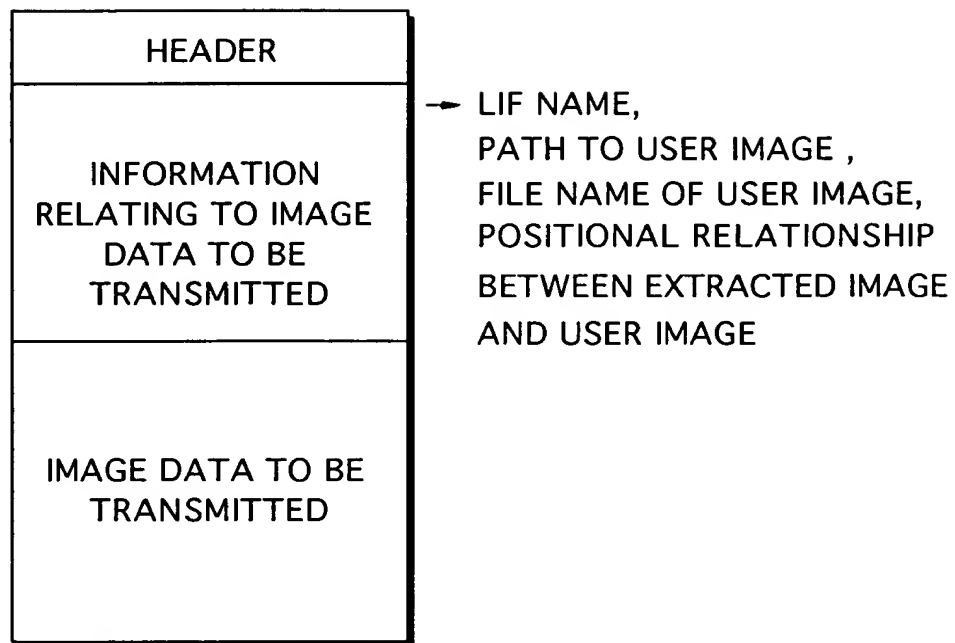 HEADER
INFORMATION
RELATING TO IMAGE
DATA TO BE
TRANSMITTED
IMAGE DATA TO BE
TRANSMITTED
LIF NAME,
PATH TO USER IMAGE ,
FILE NAME OF USER IMAGE,
POSITIONAL RELATIONSHIP
BETWEEN EXTRACTED IMAGE
AND USER IMAGE